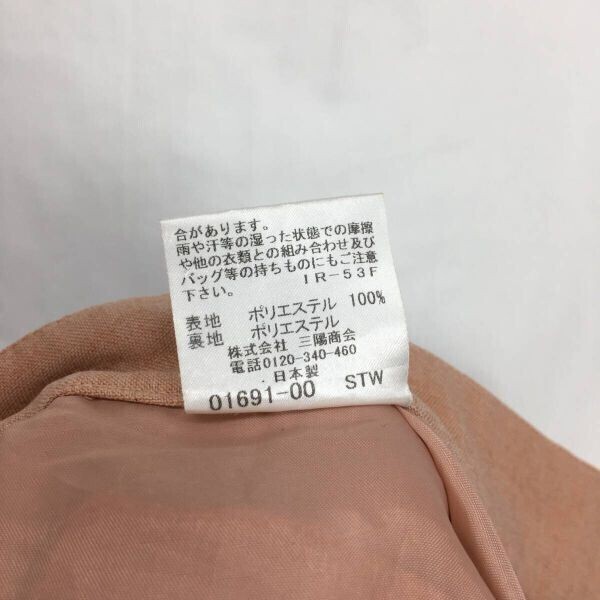 合があります。
雨や汗等の湿った状態での摩擦
や他の衣類との組み合わせ及び
バッグ等の持ちものにもご注意
下さい。 IR-53F
表地 ポリエステル 100%
裏地 ポリエステル
株式会社 三陽商会
電話0120-340-460
日本製
01691-00 STW